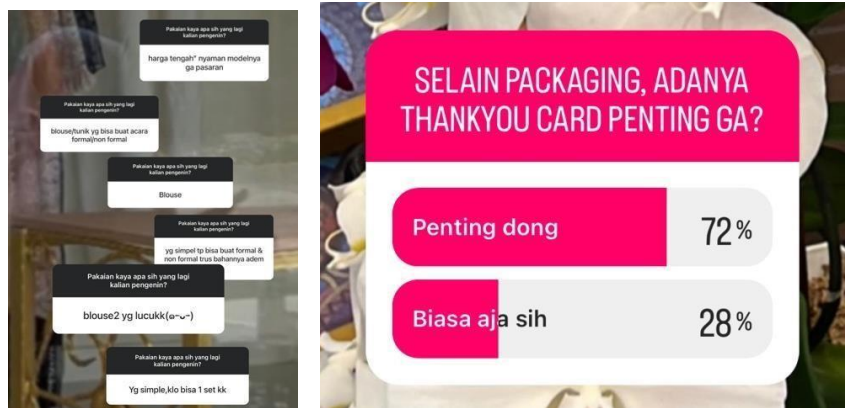 Pakaian kaya apa sih yang lagi
kalian pengenin?
harga tengah" nyaman modelnya
ga pasaran
Pakaian kaya apa sih yang lagi
kalian pengenin?
blouse/tunik yg bisa buat acara
formal/non formal
Pakaian kaya apa sih yang lagi
kalian pengenin?
Blouse
Pakaian kaya apa sih yang lagi
kalian pengenin?
yg simpel tp bisa buat formal &
non formal trus bahannya adem
Pakaian kaya apa sih yang lagi
kalian pengenin?
blouse2 yg lucukk(ʚ˘ᴗ˘)
Pakaian kaya apa sih yang lagi
kalian pengenin?
Yg simple,klo bisa 1 set kk
SELAIN PACKAGING, ADANYA
THANKYOU CARD PENTING GA?
Penting dong 72%
Biasa aja sih 28%